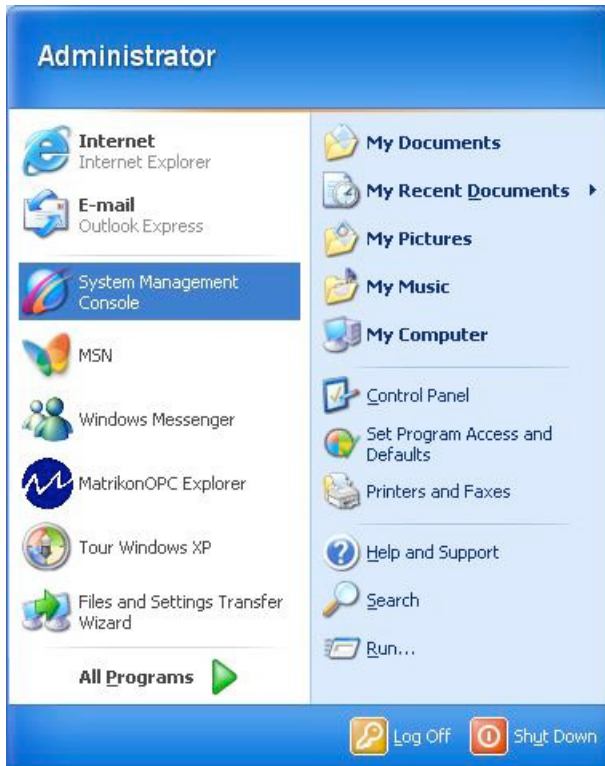 Administrator
Internet
Internet Explorer
E-mail
Outlook Express
System Management
Console
MSN
Windows Messenger
MatrikonOPC Explorer
Tour Windows XP
Files and Settings Transfer
Wizard
All Programs
My Documents
My Recent Documents
My Pictures
My Music
My Computer
Control Panel
Set Program Access and
Defaults
Printers and Faxes
Help and Support
Search
Run...
Log Off
Shut Down